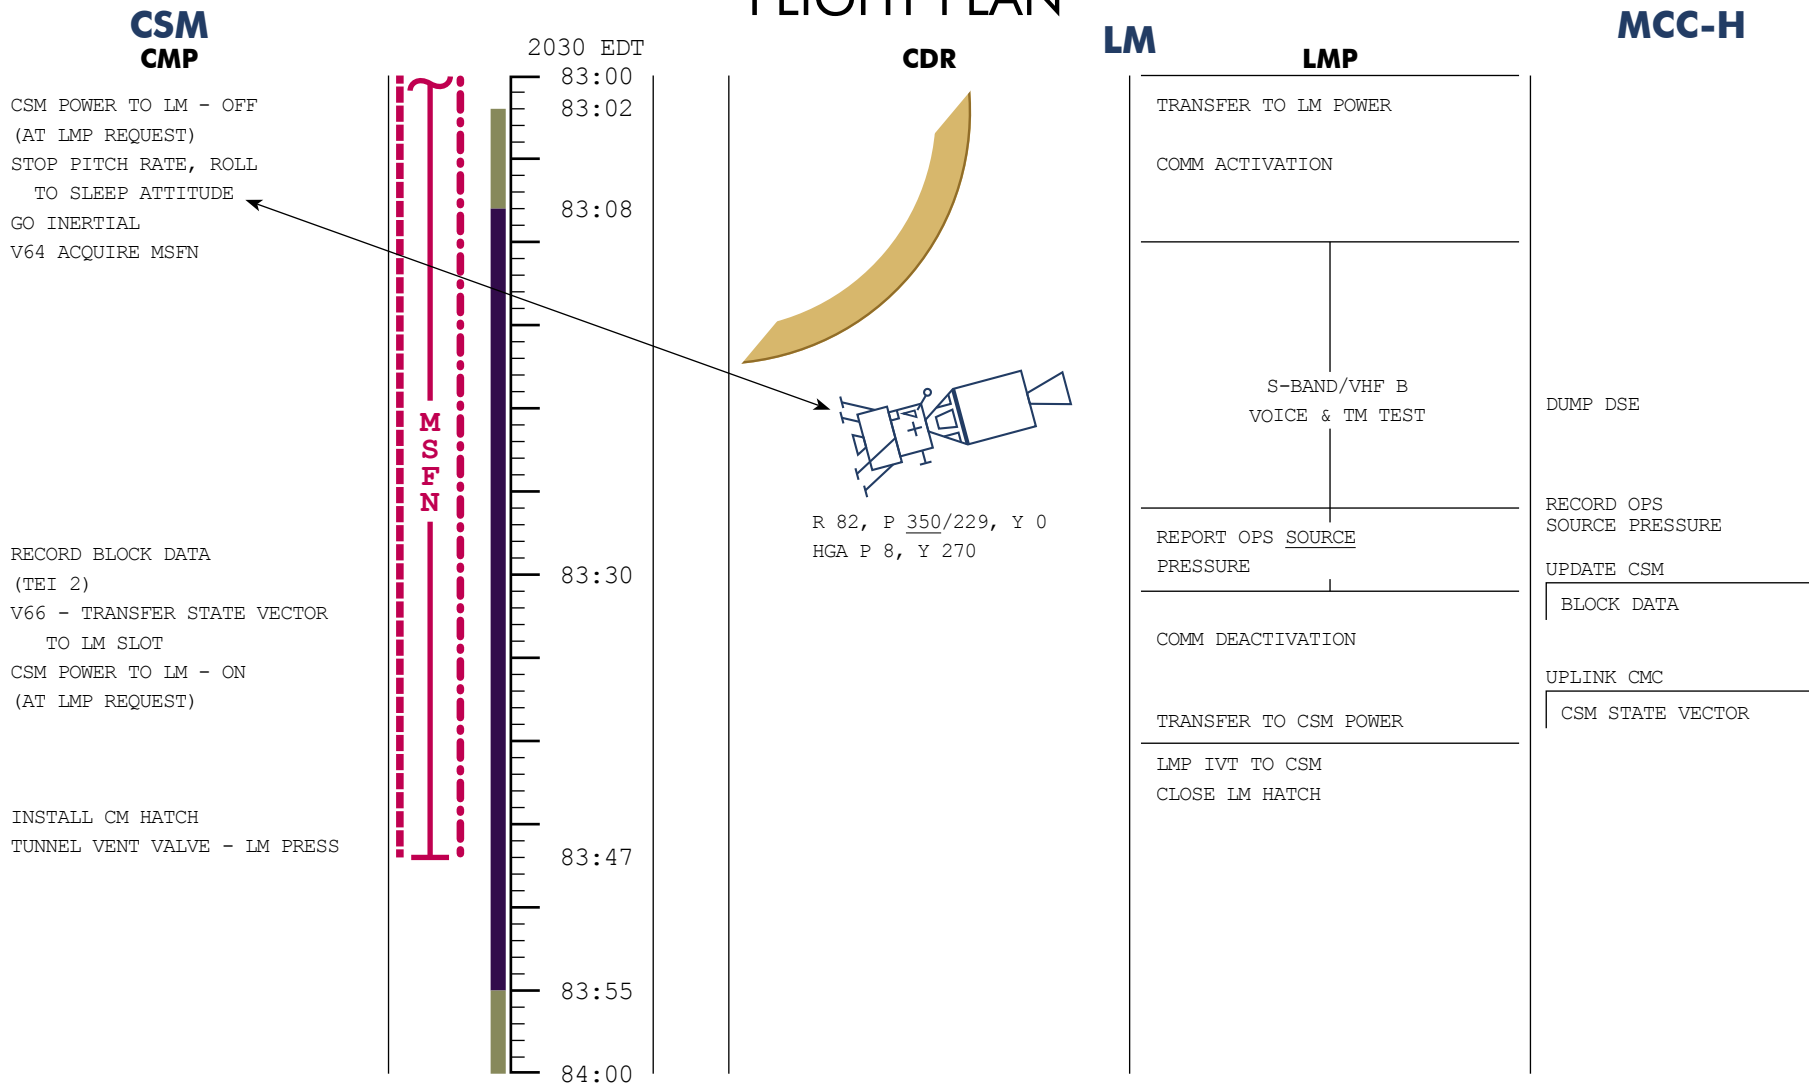 FLIGHT PLAN
CSM
CMP
LM
CDR
LMP
MCC-H
CSM POWER TO LM - OFF
(AT LMP REQUEST)
STOP PITCH RATE, ROLL
TO SLEEP ATTITUDE
GO INERTIAL
V64 ACQUIRE MSFN
RECORD BLOCK DATA
(TEI 2)
V66 - TRANSFER STATE VECTOR
TO LM SLOT
CSM POWER TO LM - ON
(AT LMP REQUEST)
INSTALL CM HATCH
TUNNEL VENT VALVE - LM PRESS
M
S
F
N
2030 EDT
83:00
83:02
83:08
83:30
83:47
83:55
84:00
R 82, P 350/229, Y 0
HGA P 8, Y 270
TRANSFER TO LM POWER
COMM ACTIVATION
S-BAND/VHF B
VOICE & TM TEST
REPORT OPS SOURCE
PRESSURE
COMM DEACTIVATION
TRANSFER TO CSM POWER
LMP IVT TO CSM
CLOSE LM HATCH
DUMP DSE
RECORD OPS
SOURCE PRESSURE
UPDATE CSM
BLOCK DATA
UPLINK CMC
CSM STATE VECTOR